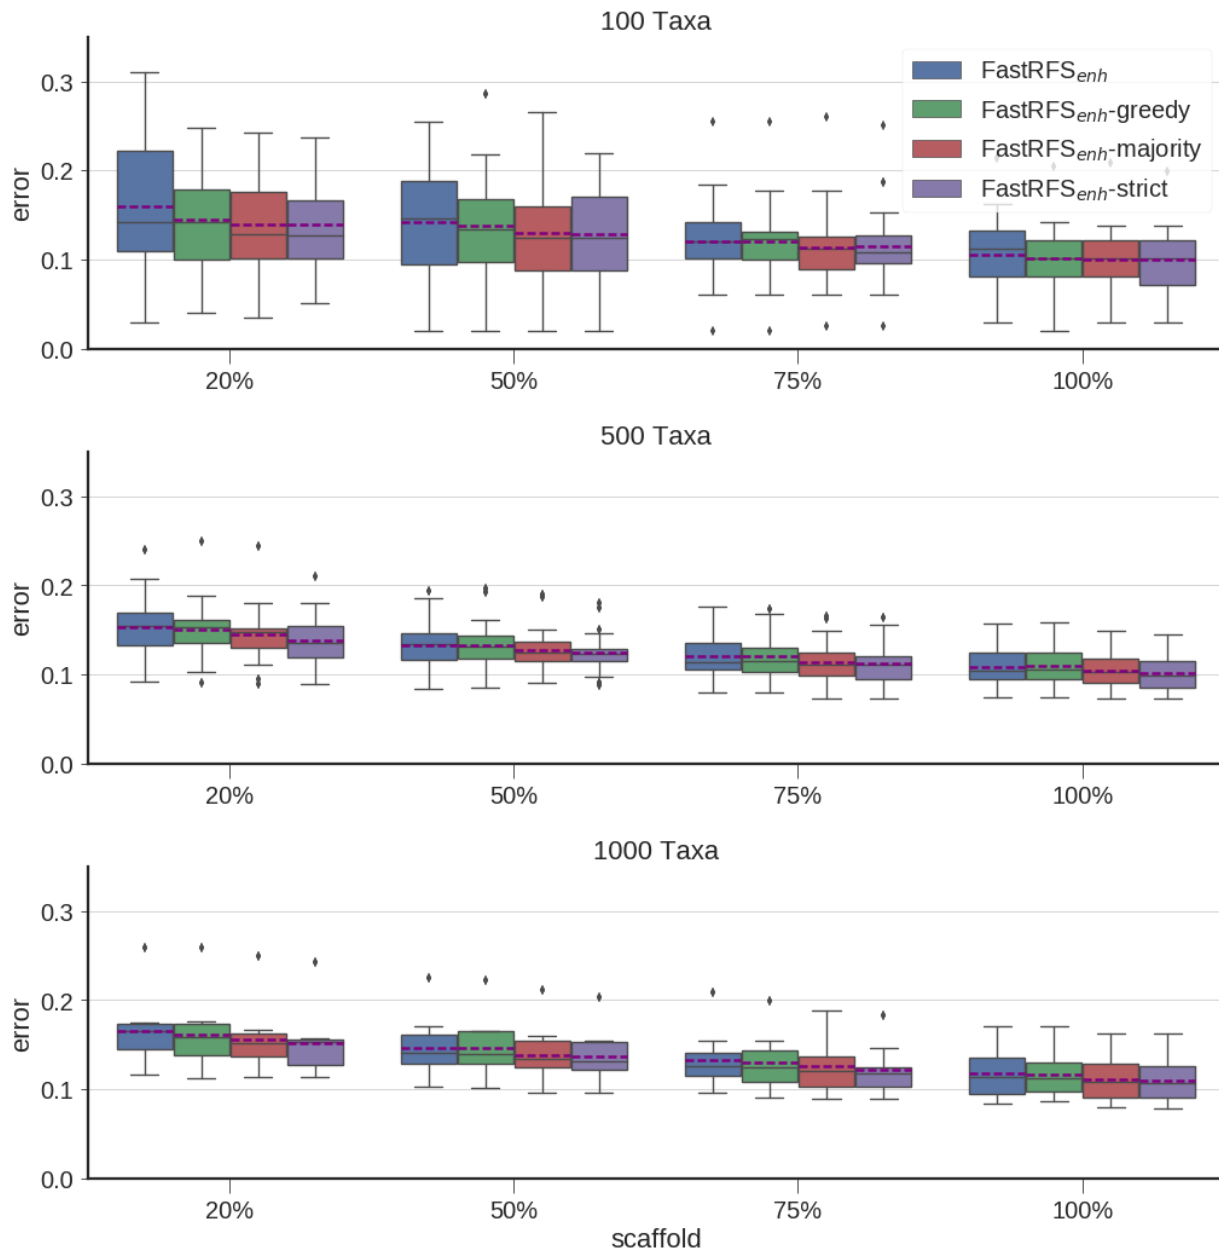 100 Taxa
error
0.3
0.2
0.1
0.0
FastRFSenh
FastRFSenh-greedy
FastRFSenh-majority
FastRFSenh-strict
20% 50% 75% 100%
500 Taxa
error
0.3
0.2
0.1
0.0
20% 50% 75% 100%
1000 Taxa
error
0.3
0.2
0.1
0.0
20% 50% 75% 100%
scaffold